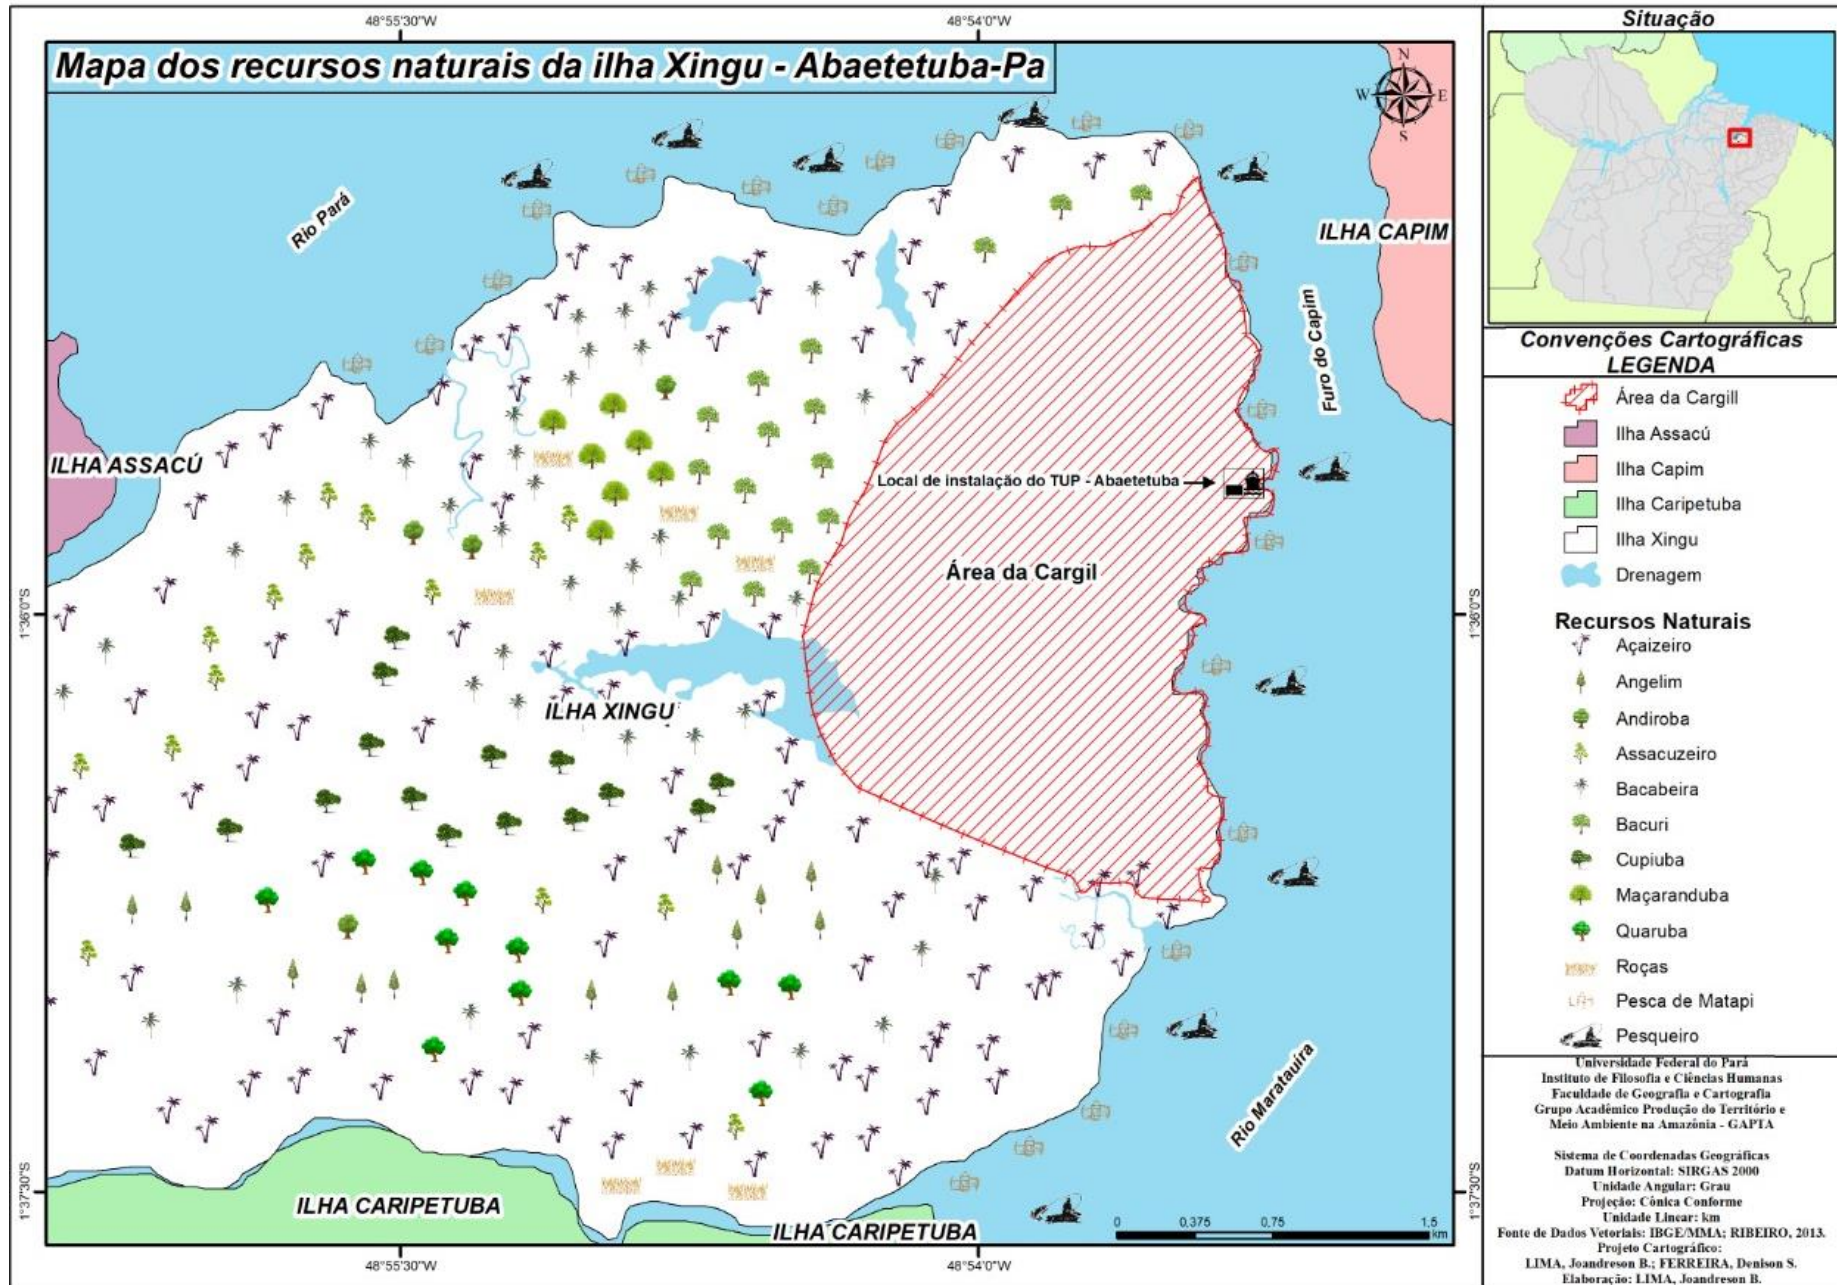 48°55'30"W
48°54'0"W
Mapa dos recursos naturais da ilha Xingu - Abaetetuba-Pa
N
W
E
S
Rio Pará
ILHA CAPIM
Furo do Capim
ILHA ASSACÚ
Local de instalação do TUP - Abaetetuba
Área da Cargil
1°36'0"S
1°36'0"S
ILHA XINGU
Rio Maratauira
1°37'30"S
1°37'30"S
ILHA CARIPETUBA
ILHA CARIPETUBA
0
0.375
0.75
1.5
km
48°55'30"W
48°54'0"W
Situação
Convenções Cartográficas
LEGENDA
Área da Cargill
Ilha Assacú
Ilha Capim
Ilha Caripetuba
Ilha Xingu
Drenagem
Recursos Naturais
Açaizeiro
Angelim
Andiroba
Assacuzeiro
Bacabeira
Bacuri
Cupiuba
Maçaranduba
Quaruba
Roças
Pesca de Matapi
Pesqueiro
Universidade Federal do Pará
Instituto de Filosofia e Ciências Humanas
Faculdade de Geografia e Cartografia
Grupo Acadêmico Produção do Território e
Meio Ambiente na Amazônia - GAPTA
Sistema de Coordenadas Geográficas
Datum Horizontal: SIRGAS 2000
Unidade Angular: Grau
Projeção: Cônica Conforme
Unidade Linear: km
Fonte de Dados Vetoriais: IBGE/MMA; RIBEIRO, 2013.
Projeto Cartográfico:
LIMA, Joandreson B.; FERREIRA, Denison S.
Elaboração: LIMA, Joandreson B.